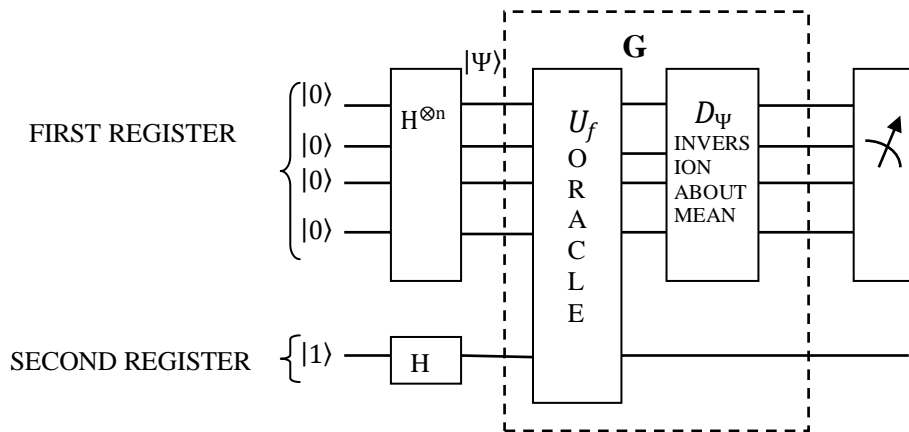 G
|Ψ⟩
FIRST REGISTER
|0⟩
|0⟩
|0⟩
|0⟩
H⊗n
U_f
O
R
A
C
L
E
D_Ψ
INVERS
ION
ABOUT
MEAN
SECOND REGISTER
|1⟩
H